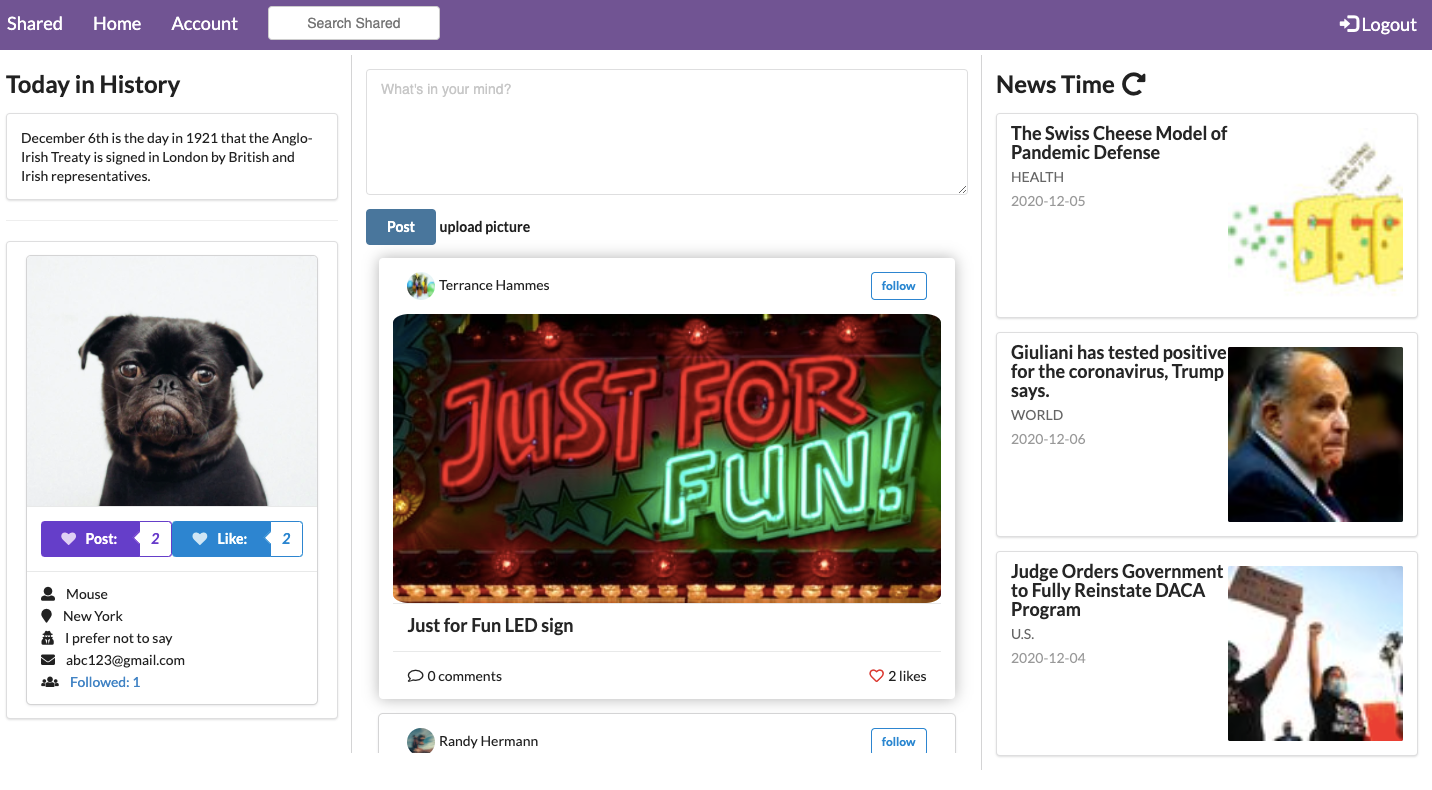 Shared Home Account Search Shared Logout
Today in History
December 6th is the day in 1921 that the Anglo-
Irish Treaty is signed in London by British and
Irish representatives.
Post: 2 Like: 2
Mouse
New York
I prefer not to say
abc123@gmail.com
Followed: 1
What's in your mind?
Post upload picture
Terrance Hammes follow
JUST FOR
FUN!
Just for Fun LED sign
0 comments 2 likes
Randy Hermann follow
News Time
The Swiss Cheese Model of
Pandemic Defense
HEALTH
2020-12-05
Giuliani has tested positive
for the coronavirus, Trump
says.
WORLD
2020-12-06
Judge Orders Government
to Fully Reinstate DACA
Program
U.S.
2020-12-04